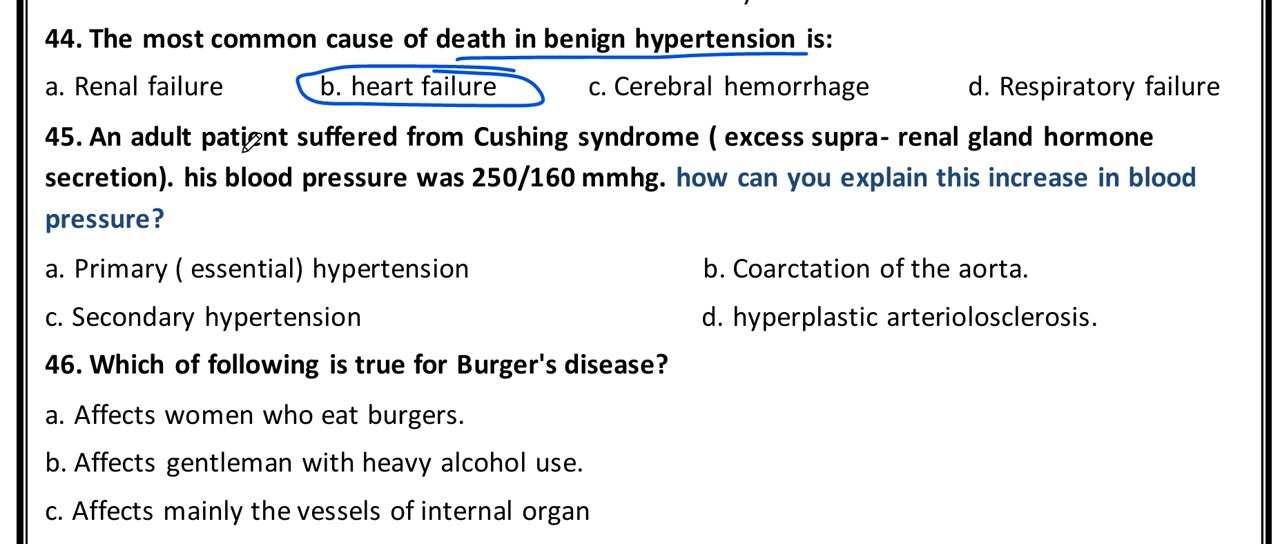 44. The most common cause of death in benign hypertension is:
a. Renal failure b. heart failure c. Cerebral hemorrhage d. Respiratory failure
45. An adult patient suffered from Cushing syndrome ( excess supra- renal gland hormone
secretion). his blood pressure was 250/160 mmhg. how can you explain this increase in blood
pressure?
a. Primary ( essential) hypertension b. Coarctation of the aorta.
c. Secondary hypertension d. hyperplastic arteriolosclerosis.
46. Which of following is true for Burger's disease?
a. Affects women who eat burgers.
b. Affects gentleman with heavy alcohol use.
c. Affects mainly the vessels of internal organ